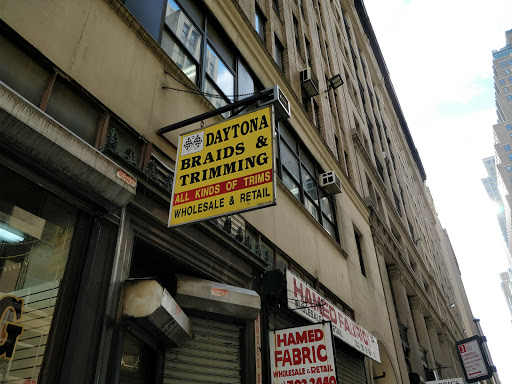 DAYTONA
BRAIDS &
TRIMMING
ALL KINDS OF TRIMS
WHOLESALE & RETAIL
HAMED FABRIC
HAMED
FABRIC
WHOLESALE & RETAIL